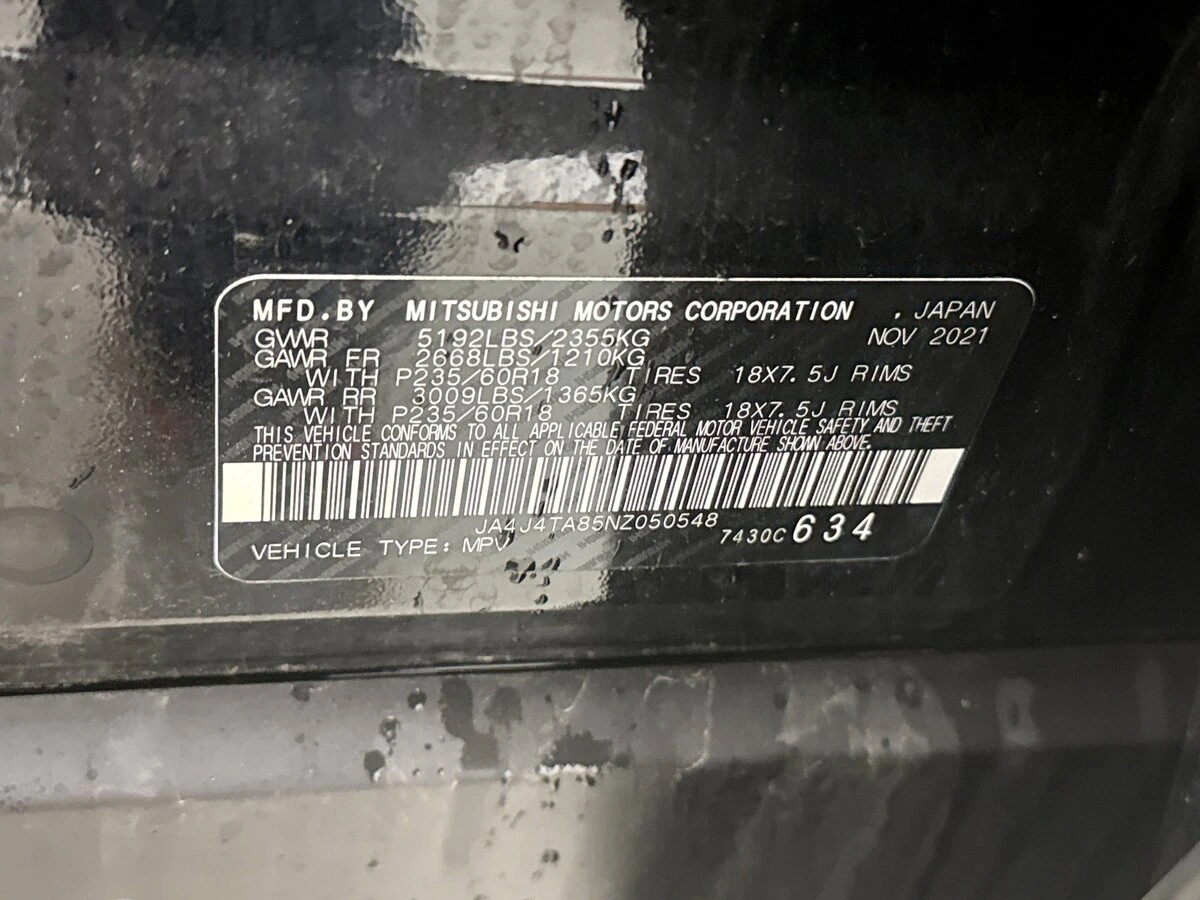 MFD.BY MITSUBISHI MOTORS CORPORATION , JAPAN
GVWR 5192LBS/2355KG NOV 2021
GAWR FR 2668LBS/1210KG
WITH P235/60R18 TIRES 18X7.5J RIMS
GAWR RR 3009LBS/1365KG
WITH P235/60R18 TIRES 18X7.5J RIMS
THIS VEHICLE CONFORMS TO ALL APPLICABLE FEDERAL MOTOR VEHICLE SAFETY AND THEFT
PREVENTION STANDARDS IN EFFECT ON THE DATE OF MANUFACTURE SHOWN ABOVE.
JA4J4TA85NZ050548
VEHICLE TYPE: MPV 7430C 634